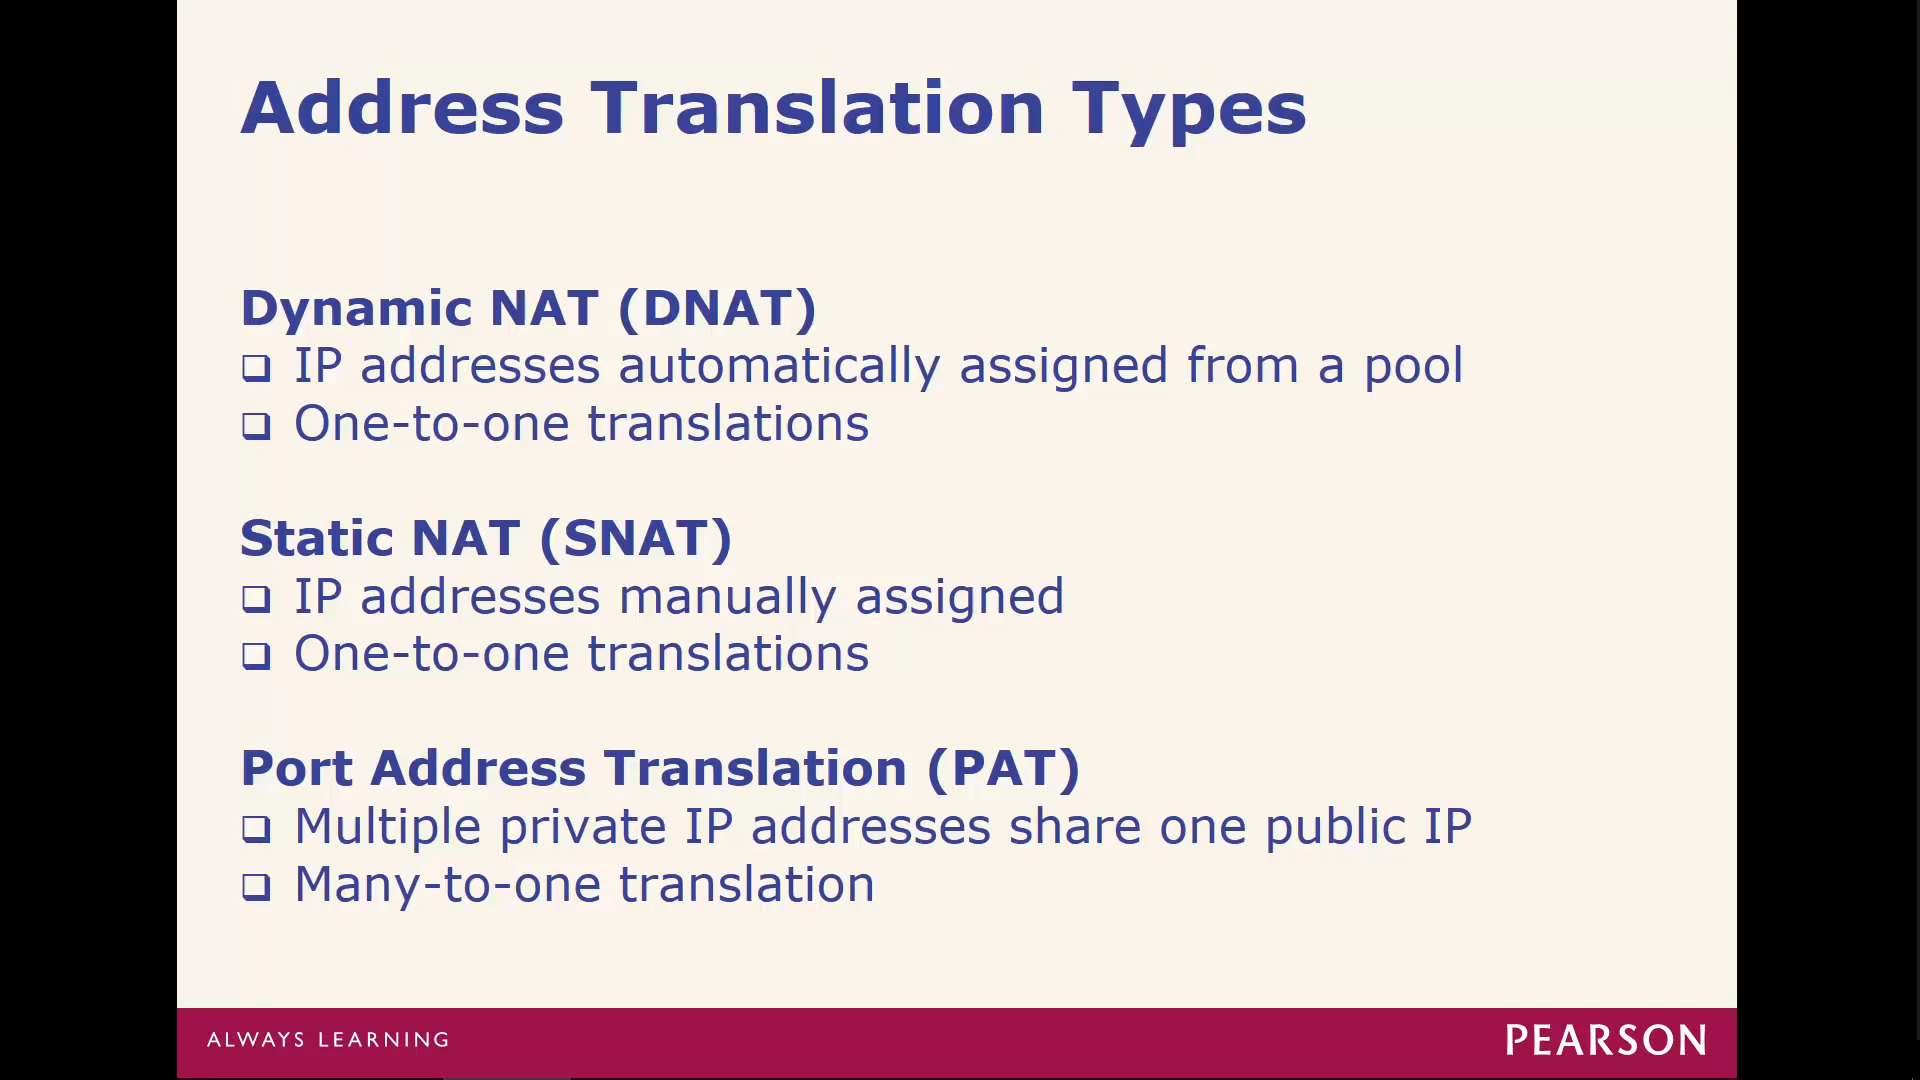 Address Translation Types
Dynamic NAT (DNAT)
❑ IP addresses automatically assigned from a pool
❑ One-to-one translations
Static NAT (SNAT)
❑ IP addresses manually assigned
❑ One-to-one translations
Port Address Translation (PAT)
❑ Multiple private IP addresses share one public IP
❑ Many-to-one translation
ALWAYS LEARNING
PEARSON